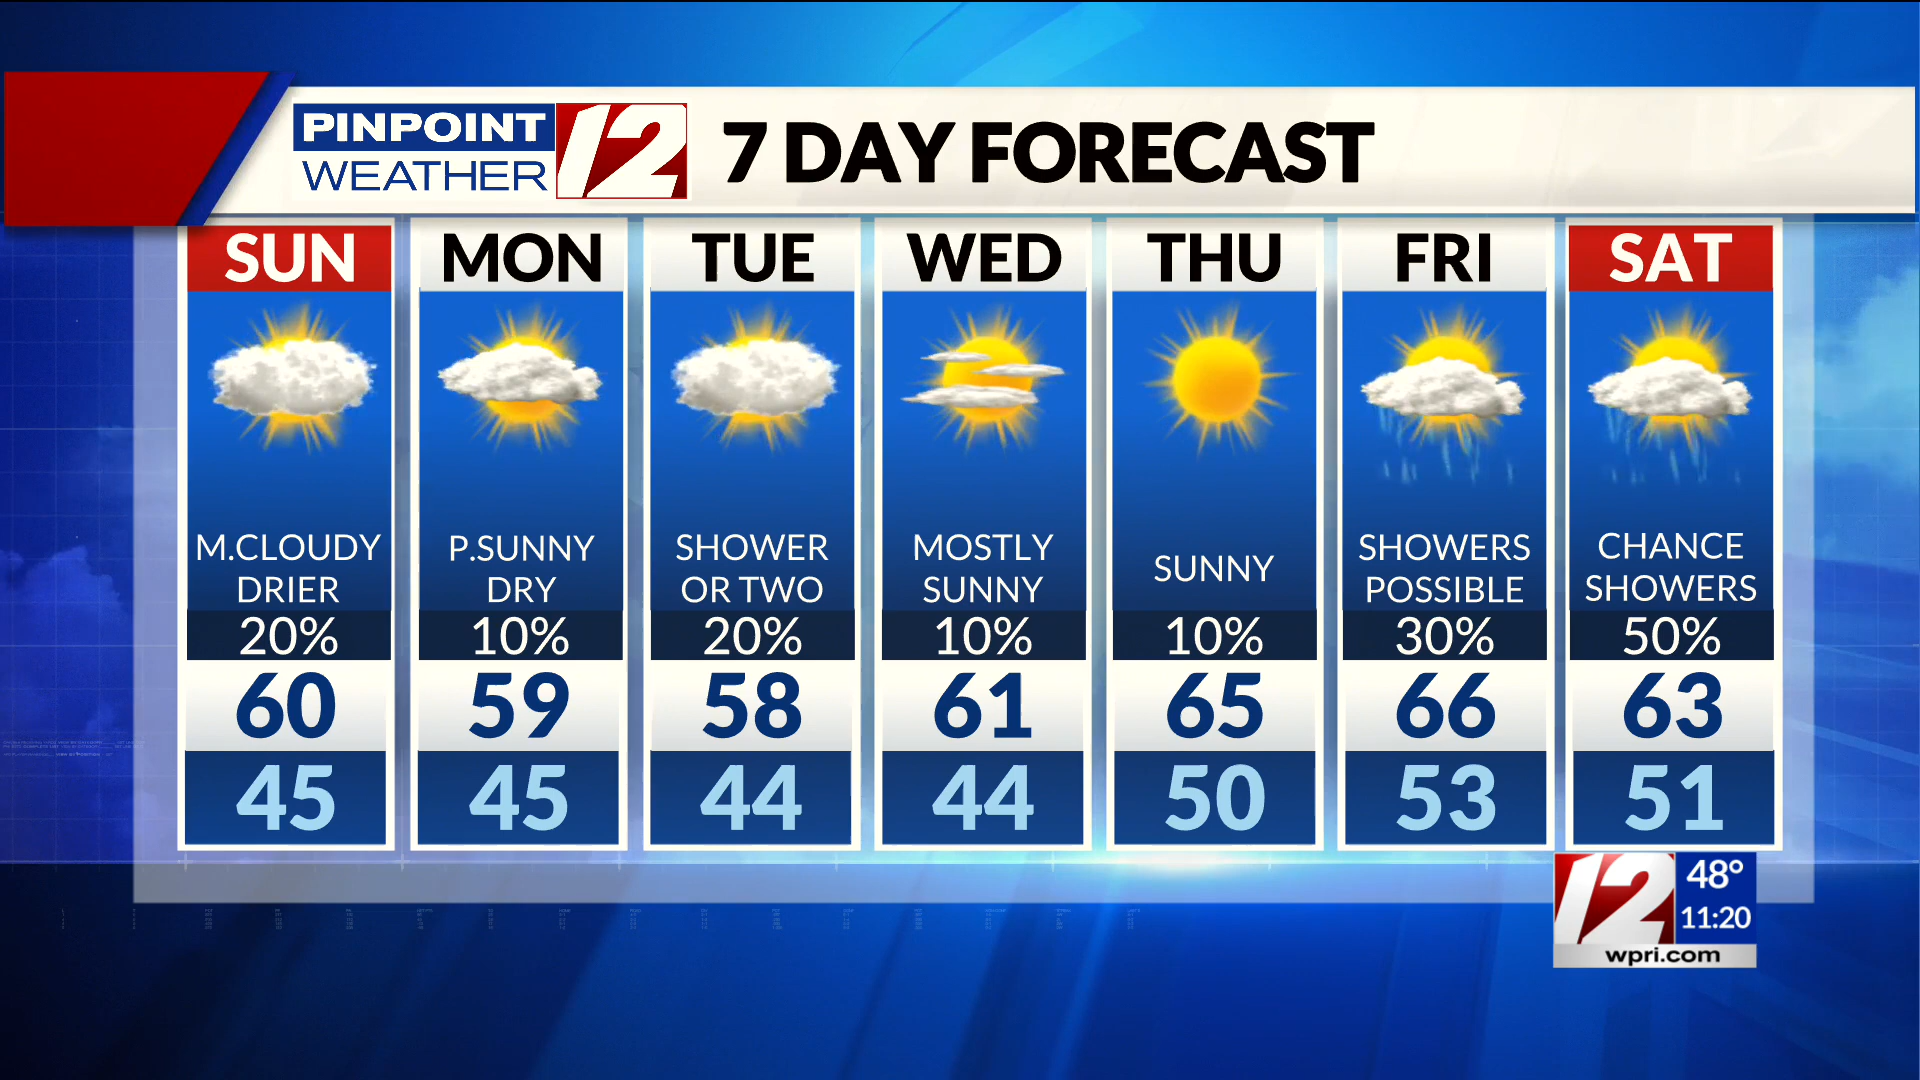 PINPOINT
WEATHER
12
7 DAY FORECAST
SUN MON TUE WED THU FRI SAT
M.CLOUDY
DRIER
P.SUNNY
DRY
SHOWER
OR TWO
MOSTLY
SUNNY
SUNNY
SHOWERS
POSSIBLE
CHANCE
SHOWERS
20% 10% 20% 10% 10% 30% 50%
60 59 58 61 65 66 63
45 45 44 44 50 53 51
12
48°
11:20
wpri.com